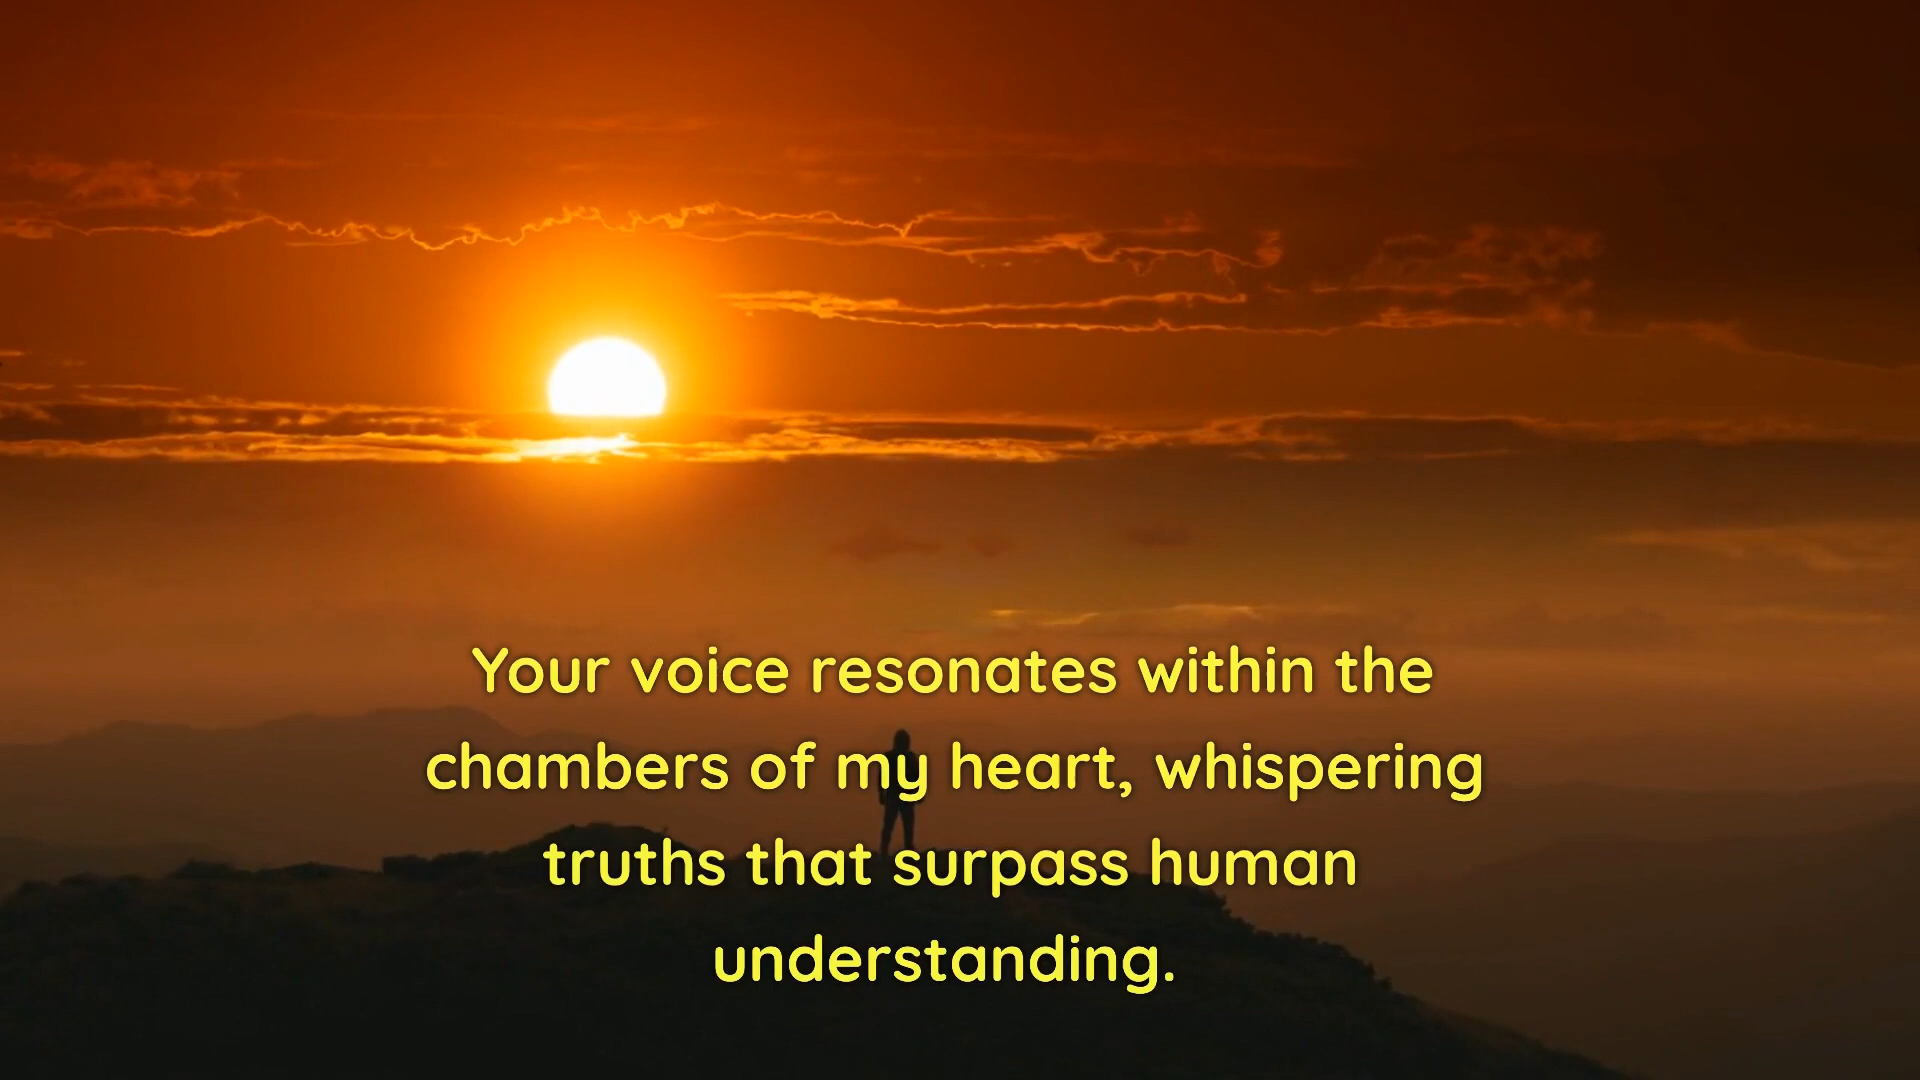 Your voice resonates within the
chambers of my heart, whispering
truths that surpass human
understanding.